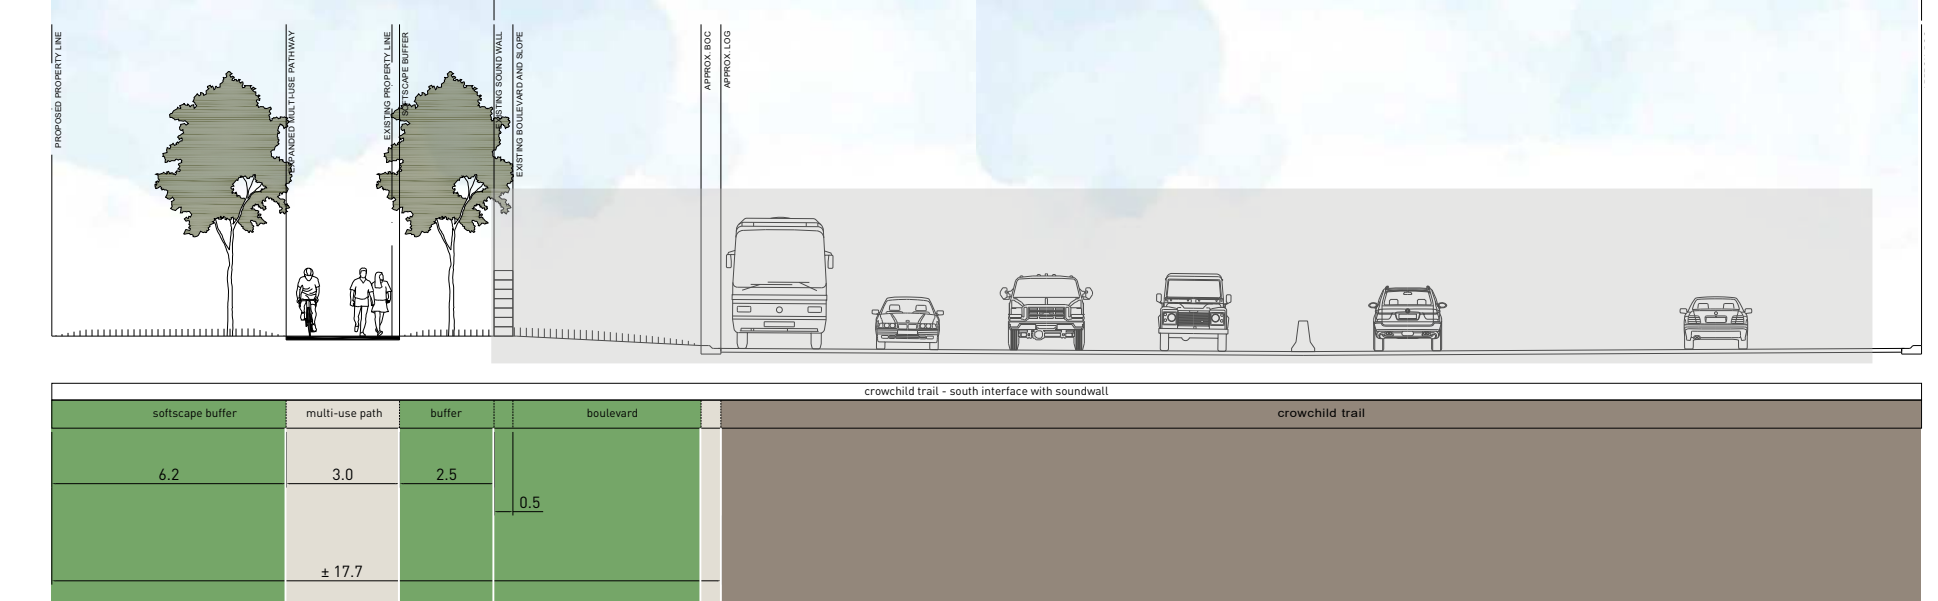 PROPOSED PROPERTY LINE
EXPANDED MULTI-USE PATHWAY
EXISTING PROPERTY LINE
SOFTSCAPE BUFFER
EXISTING SOUND WALL
EXISTING BOULEVARD AND SLOPE
APPROX. BOC
APPROX. LOG
crowchild trail - south interface with soundwall
softscape buffer
multi-use path
buffer
boulevard
crowchild trail
6.2
3.0
2.5
0.5
± 17.7